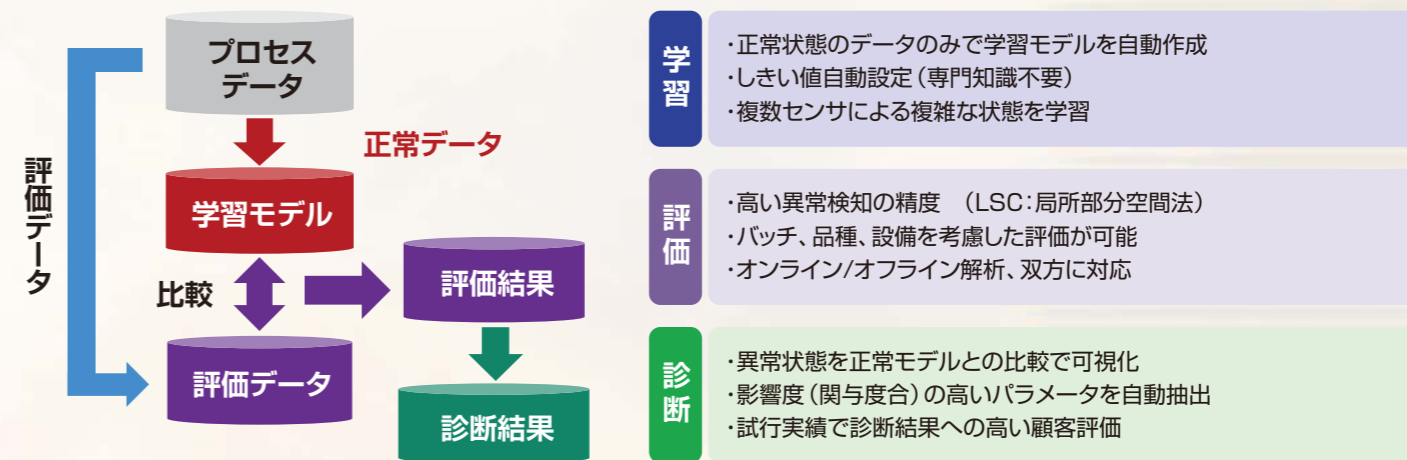 プロセス
データ
正常データ
評価データ
学習モデル
比較
評価結果
評価データ
診断結果
学習
・正常状態のデータのみで学習モデルを自動作成
・しきい値自動設定（専門知識不要）
・複数センサによる複雑な状態を学習
評価
・高い異常検知の精度　（LSC：局所部分空間法）
・バッチ、品種、設備を考慮した評価が可能
・オンライン/オフライン解析、双方に対応
診断
・異常状態を正常モデルとの比較で可視化
・影響度（関与度合）の高いパラメータを自動抽出
・試行実績で診断結果への高い顧客評価